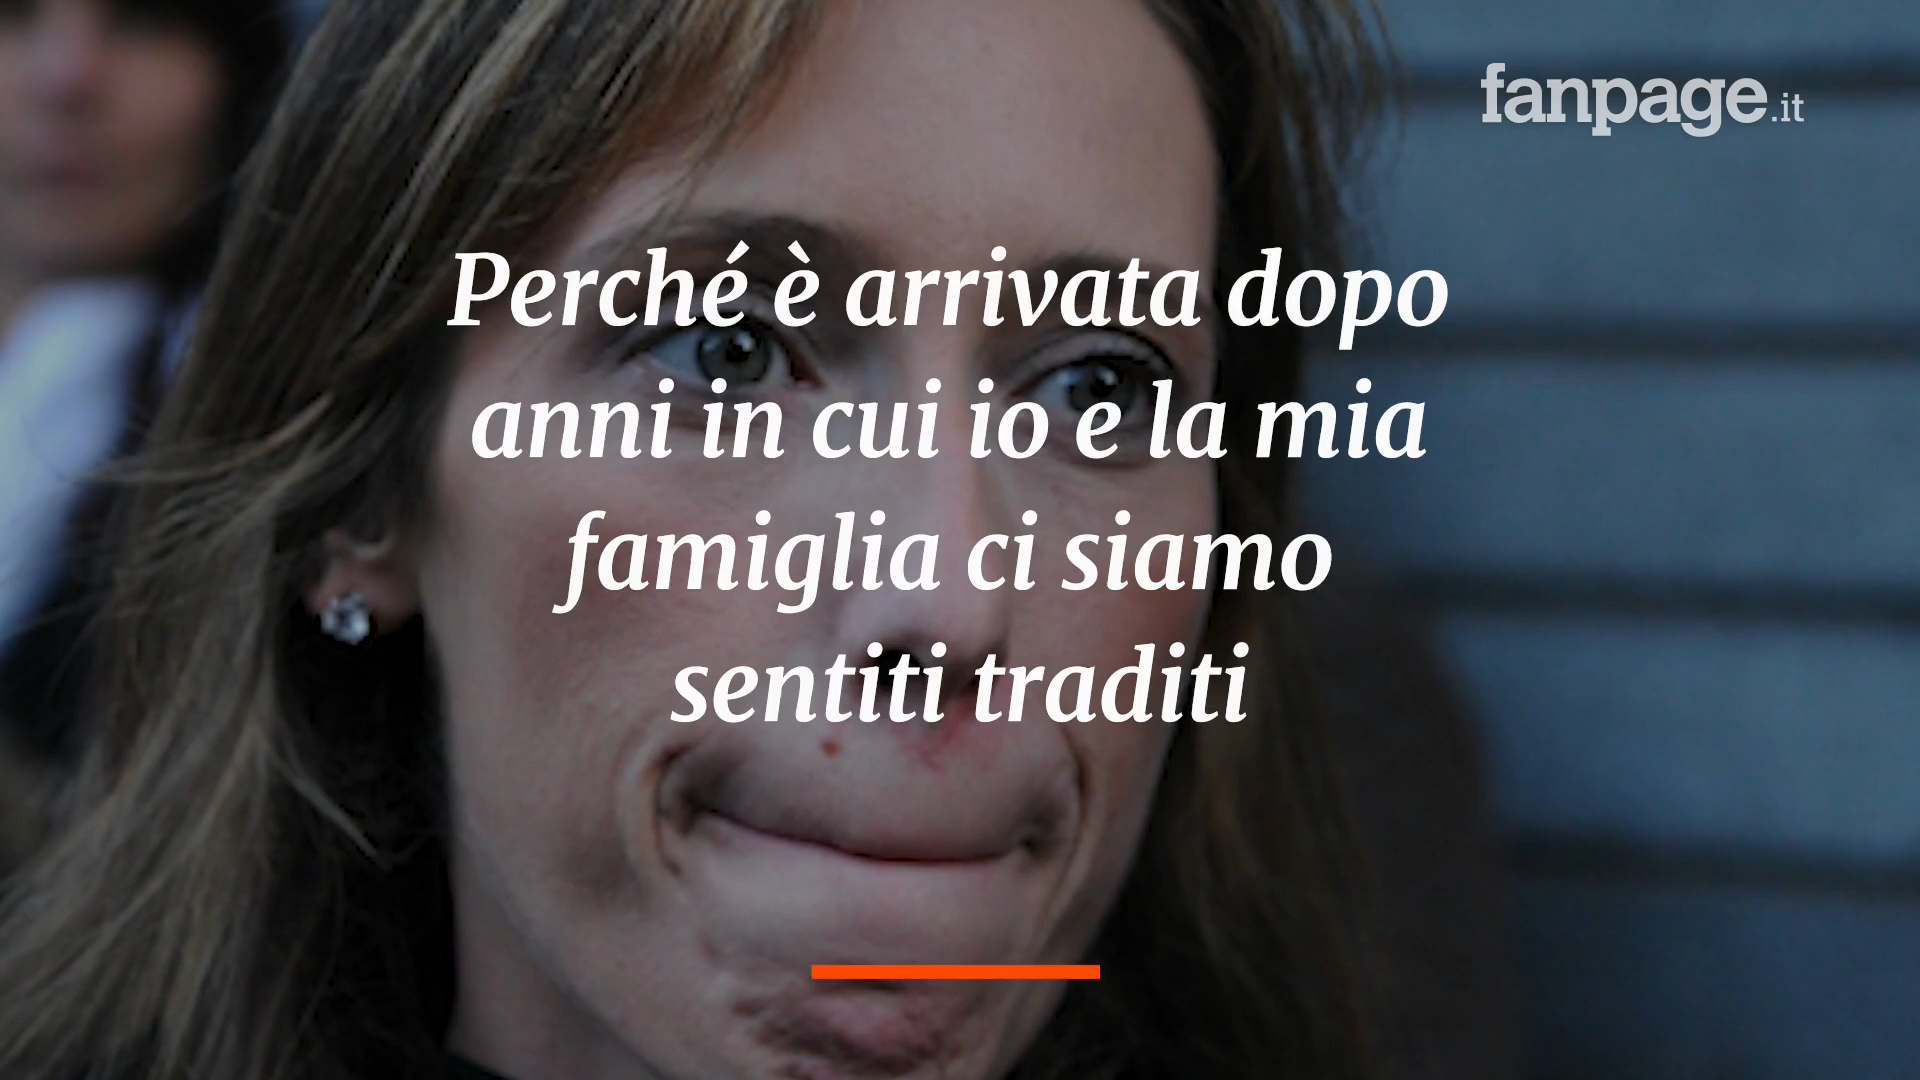 fanpage.it
Perché è arrivata dopo
anni in cui io e la mia
famiglia ci siamo
sentiti traditi